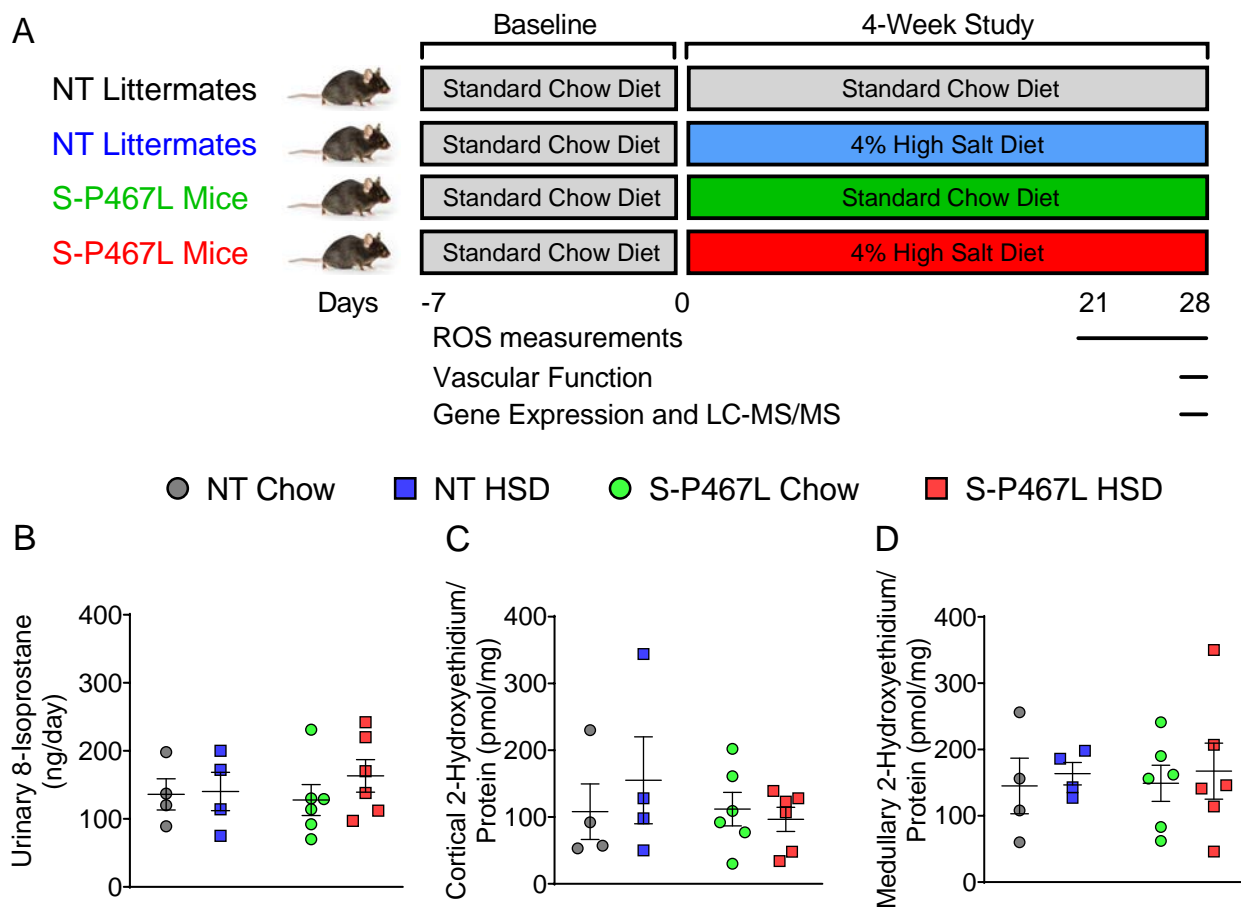 A
Baseline
4-Week Study
NT Littermates
Standard Chow Diet
Standard Chow Diet
NT Littermates
Standard Chow Diet
4% High Salt Diet
S-P467L Mice
Standard Chow Diet
Standard Chow Diet
S-P467L Mice
Standard Chow Diet
4% High Salt Diet
Days
-7
0
21
28
ROS measurements
Vascular Function
Gene Expression and LC-MS/MS
NT Chow
NT HSD
S-P467L Chow
S-P467L HSD
B
Urinary 8-Isoprostane
(ng/day)
400
300
200
100
0
C
Cortical 2-Hydroxyethidium/
Protein (pmol/mg)
400
300
200
100
0
D
Medullary 2-Hydroxyethidium/
Protein (pmol/mg)
400
300
200
100
0